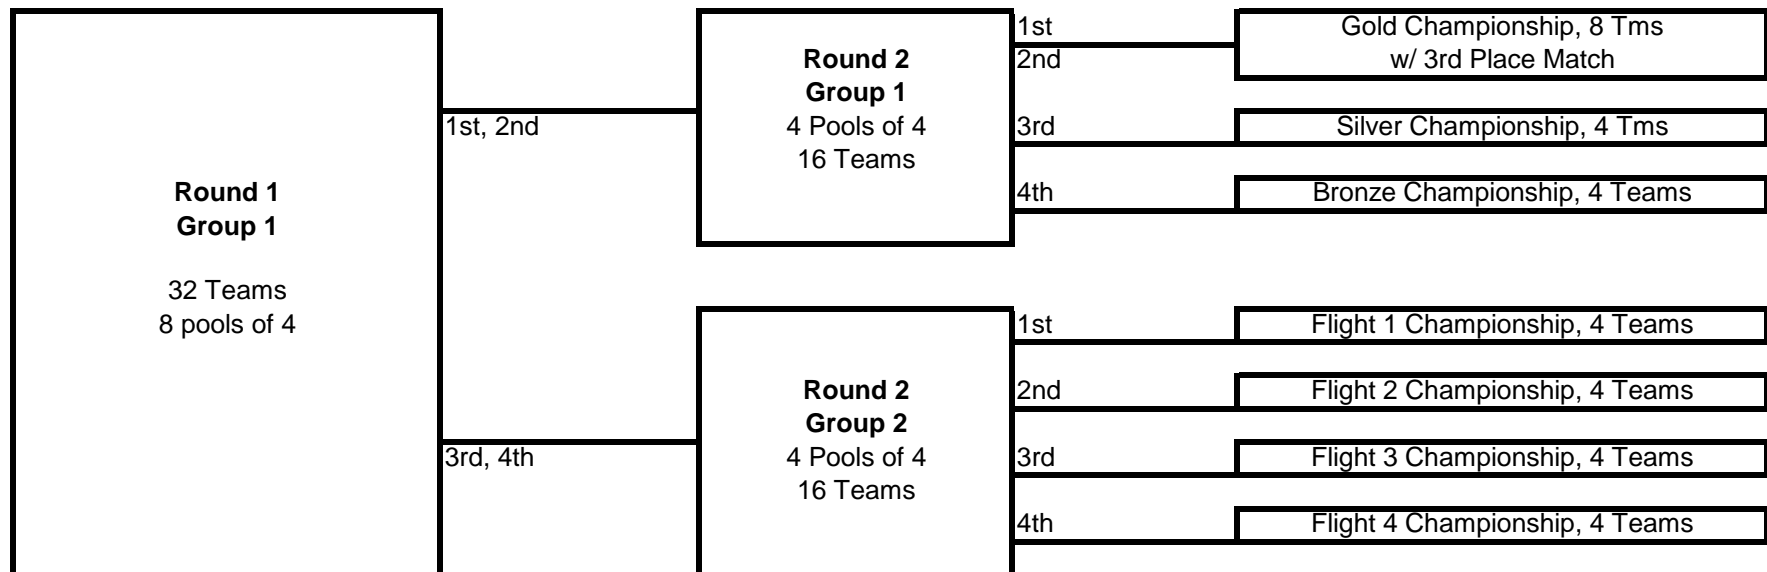 Round 1
Group 1
32 Teams
8 pools of 4
1st, 2nd
3rd, 4th
Round 2
Group 1
4 Pools of 4
16 Teams
1st
2nd
3rd
4th
Gold Championship, 8 Tms
w/ 3rd Place Match
Silver Championship, 4 Tms
Bronze Championship, 4 Teams
Round 2
Group 2
4 Pools of 4
16 Teams
1st
2nd
3rd
4th
Flight 1 Championship, 4 Teams
Flight 2 Championship, 4 Teams
Flight 3 Championship, 4 Teams
Flight 4 Championship, 4 Teams